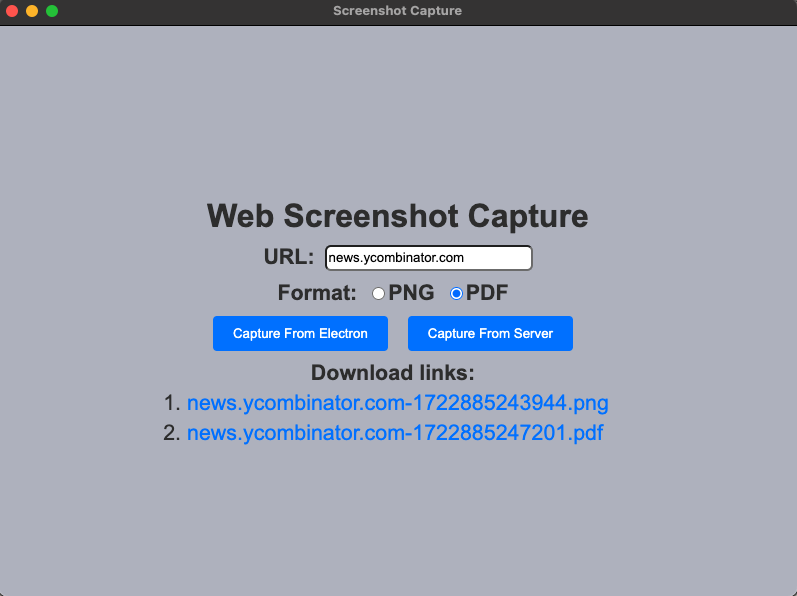 Screenshot Capture
Web Screenshot Capture
URL: news.ycombinator.com
Format: PNG PDF
Capture From Electron Capture From Server
Download links:
1. news.ycombinator.com-1722885243944.png
2. news.ycombinator.com-1722885247201.pdf